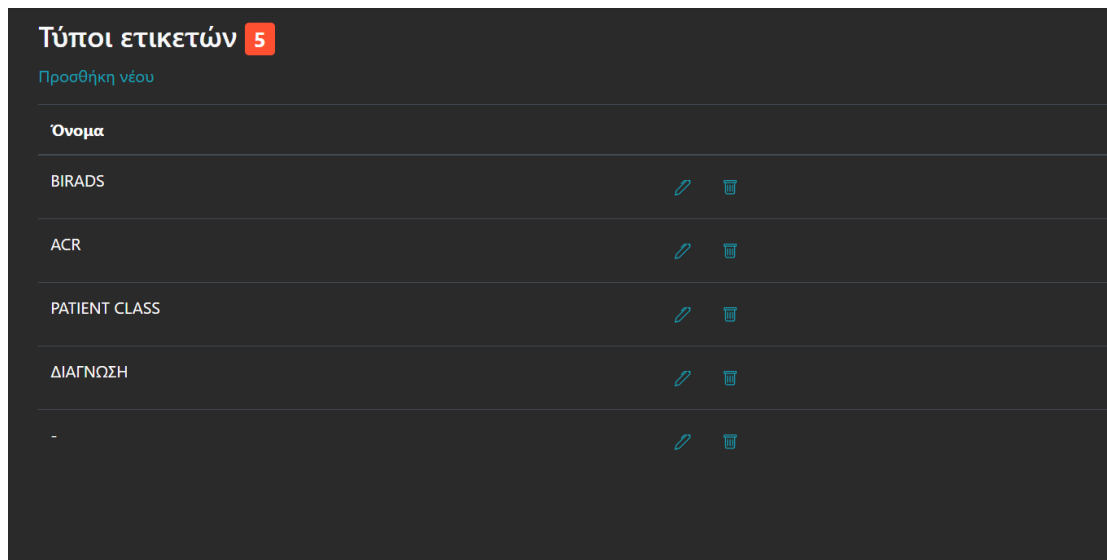 Τύποι ετικετών 5
Προσθήκη νέου
Όνομα
BIRADS
ACR
PATIENT CLASS
ΔΙΑΓΝΩΣΗ
-